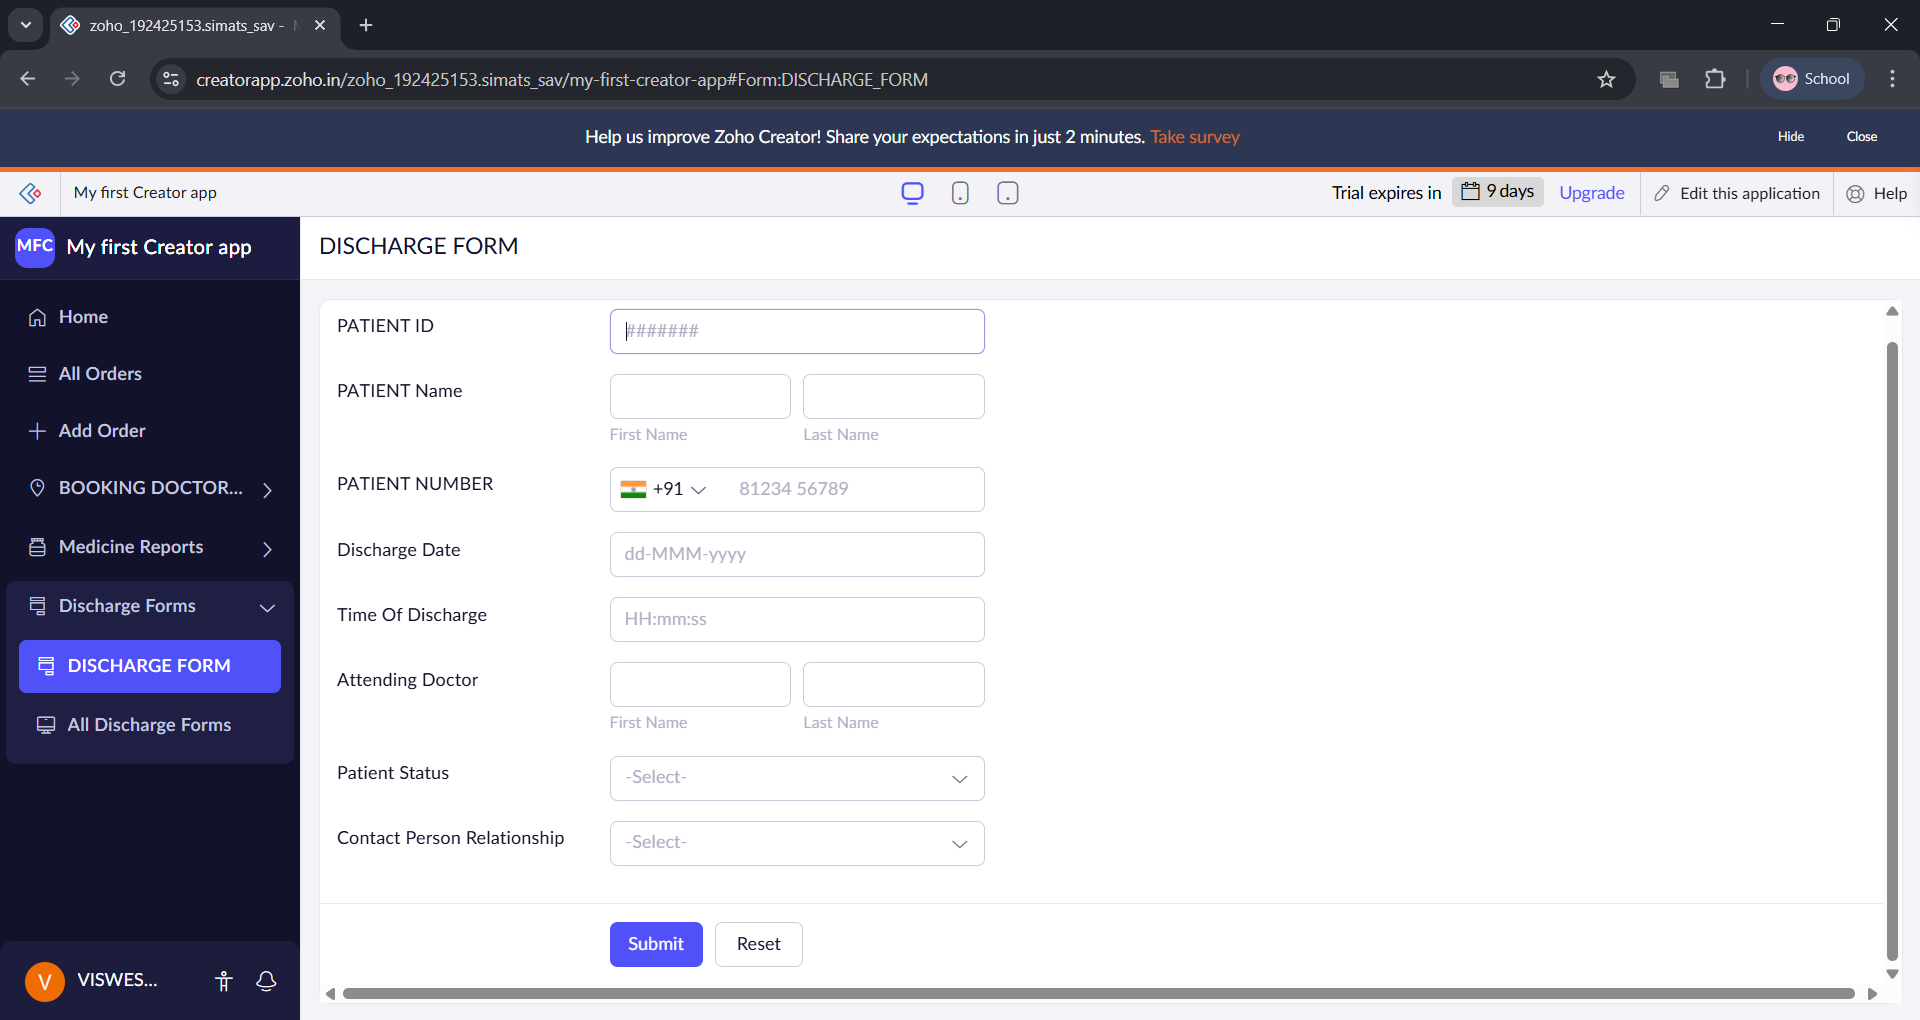 zoho_192425153.simats_sav -
creatorapp.zoho.in/zoho_192425153.simats_sav/my-first-creator-app#Form:DISCHARGE_FORM
School
Help us improve Zoho Creator! Share your expectations in just 2 minutes. Take survey
Hide
Close
My first Creator app
Trial expires in
9 days
Upgrade
Edit this application
Help
MFC
My first Creator app
Home
All Orders
Add Order
BOOKING DOCTOR...
Medicine Reports
Discharge Forms
DISCHARGE FORM
All Discharge Forms
V
VISWES...
DISCHARGE FORM
PATIENT ID
#######
PATIENT Name
First Name
Last Name
PATIENT NUMBER
+91
81234 56789
Discharge Date
dd-MMM-yyyy
Time Of Discharge
HH:mm:ss
Attending Doctor
First Name
Last Name
Patient Status
-Select-
Contact Person Relationship
-Select-
Submit
Reset